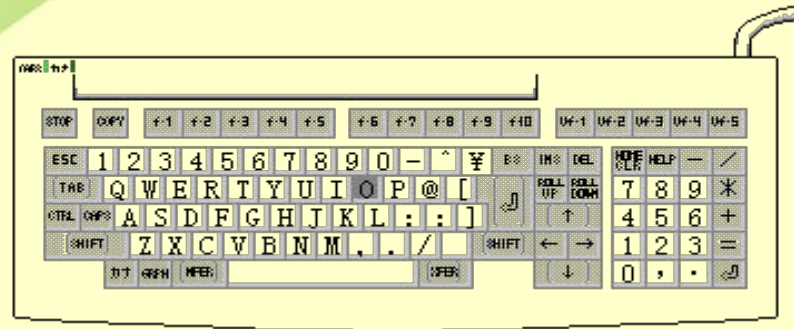 CAPS カナ
STOP COPY f·1 f·2 f·3 f·4 f·5 f·6 f·7 f·8 f·9 f·10 Vf·1 Vf·2 Vf·3 Vf·4 Vf·5
ESC 1 2 3 4 5 6 7 8 9 0 - ^ ¥ BS INS DEL HOME CLR HELP - /
TAB Q W E R T Y U I O P @ [ ROLL UP ROLL DOWN 7 8 9 *
CTRL CAPS A S D F G H J K L : : ] ↑ 4 5 6 +
SHIFT Z X C V B N M , . / SHIFT ← → 1 2 3 =
カナ GRPH NFER XFER ↓ 0 , .